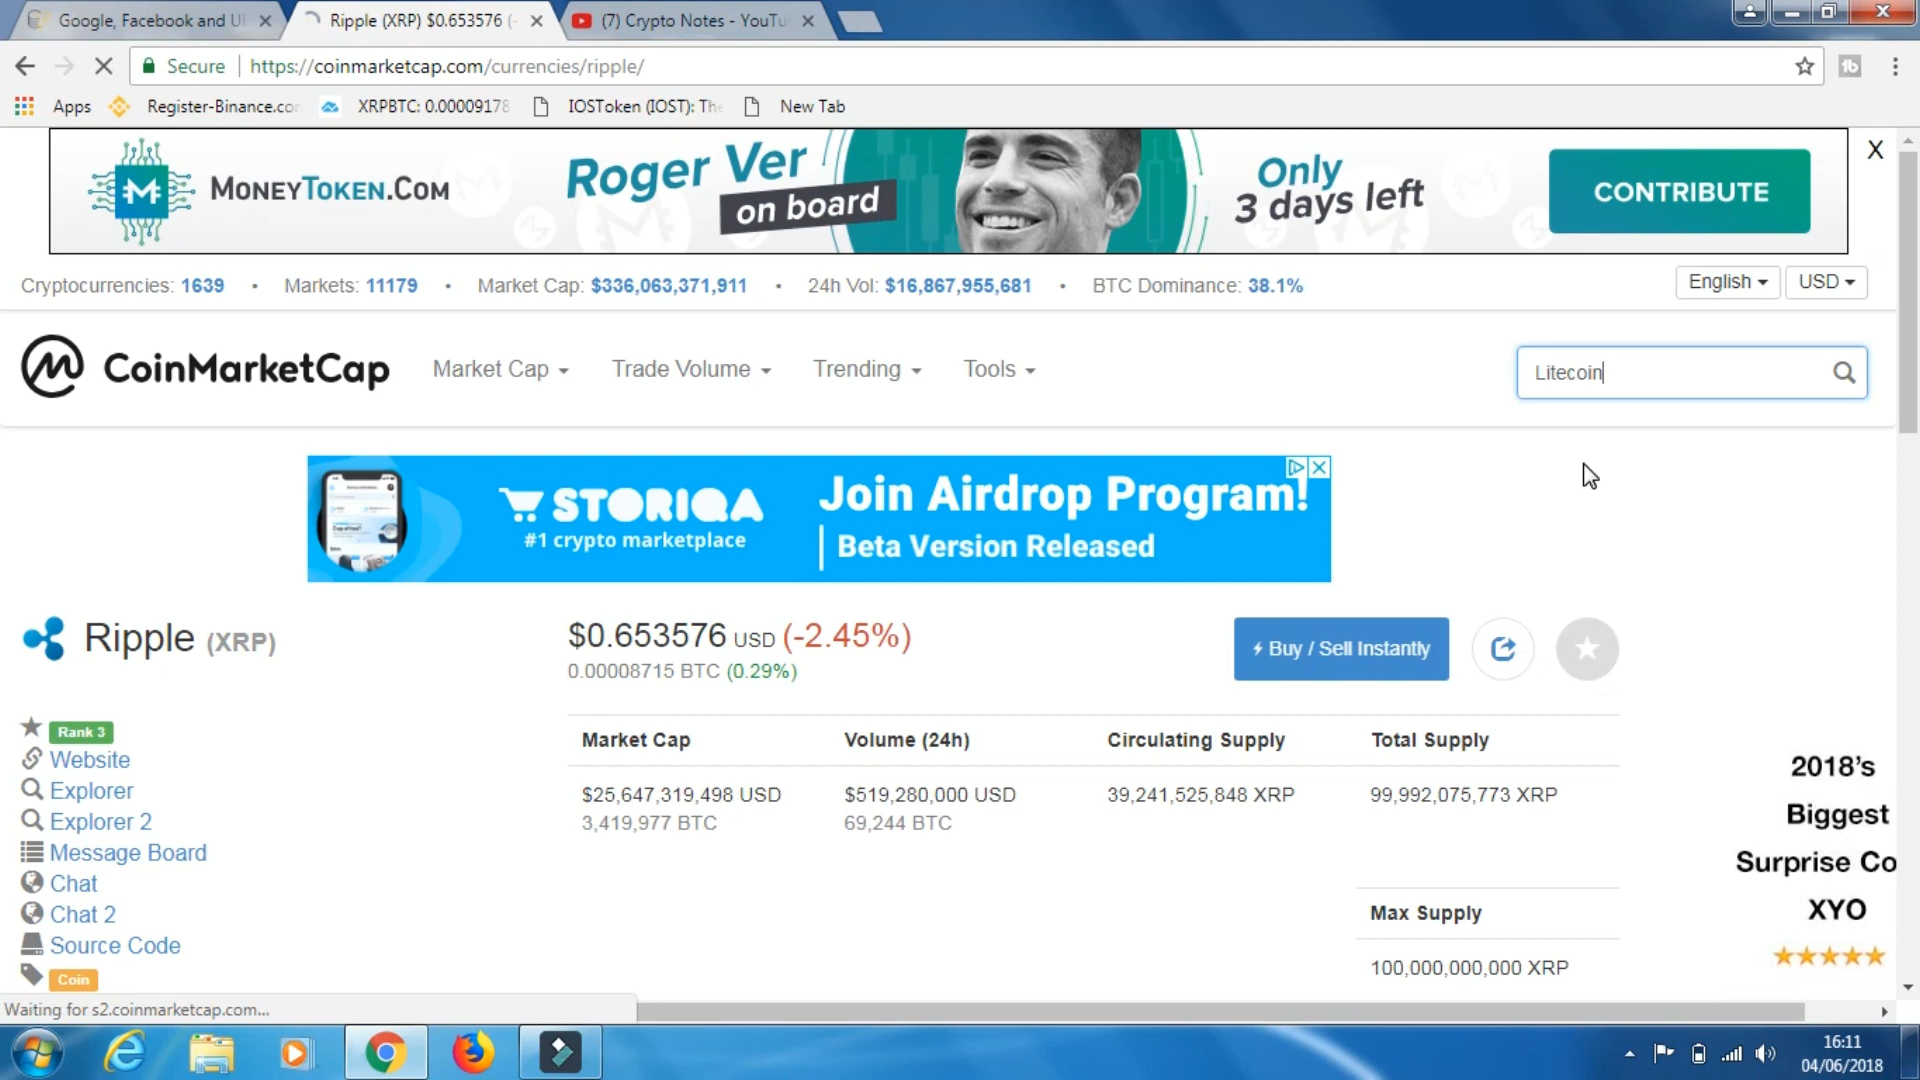 Google, Facebook and U
Ripple (XRP) $0.653576 (-
(7) Crypto Notes - YouTu
Secure
https://coinmarketcap.com/currencies/ripple/
Apps
Register-Binance.cor
XRPBTC: 0.00009178
IOSToken (IOST): The
New Tab
MONEYTOKEN.COM
Roger Ver
on board
Only
3 days left
CONTRIBUTE
X
Cryptocurrencies: 1639 • Markets: 11179 • Market Cap: $336,063,371,911 • 24h Vol: $16,867,955,681 • BTC Dominance: 38.1%
English
USD
CoinMarketCap
Market Cap
Trade Volume
Trending
Tools
Litecoin
STORIQA
#1 crypto marketplace
Join Airdrop Program!
Beta Version Released
Ripple (XRP)
$0.653576 USD (-2.45%)
0.00008715 BTC (0.29%)
Buy / Sell Instantly
Rank 3
Website
Explorer
Explorer 2
Message Board
Chat
Chat 2
Source Code
Coin
Market Cap
Volume (24h)
Circulating Supply
Total Supply
$25,647,319,498 USD
$519,280,000 USD
39,241,525,848 XRP
99,992,075,773 XRP
3,419,977 BTC
69,244 BTC
Max Supply
100,000,000,000 XRP
2018's
Biggest
Surprise Co
XYO
Waiting for s2.coinmarketcap.com...
16:11
04/06/2018